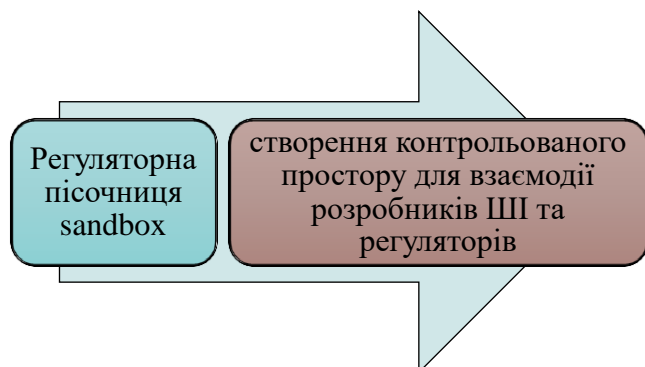 Регуляторна
пісочниця
sandbox
створення контрольованого
простору для взаємодії
розробників ШІ та
регуляторів